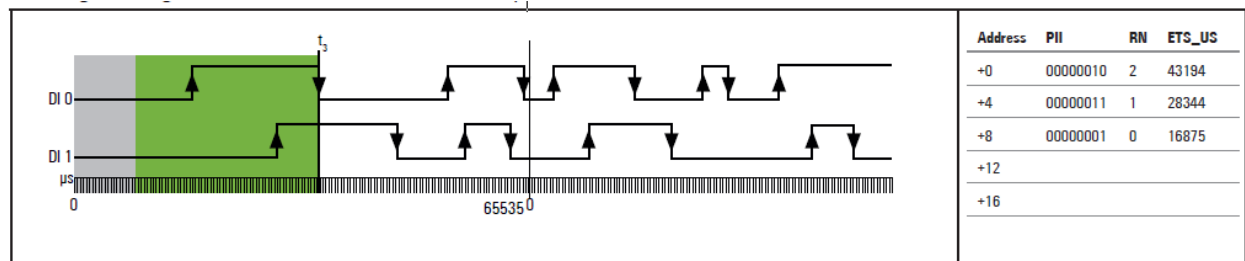 t3
DI 0
DI 1
µs
0
65535 0
Address PII RN ETS_US
+0 00000010 2 43194
+4 00000011 1 28344
+8 00000001 0 16875
+12
+16